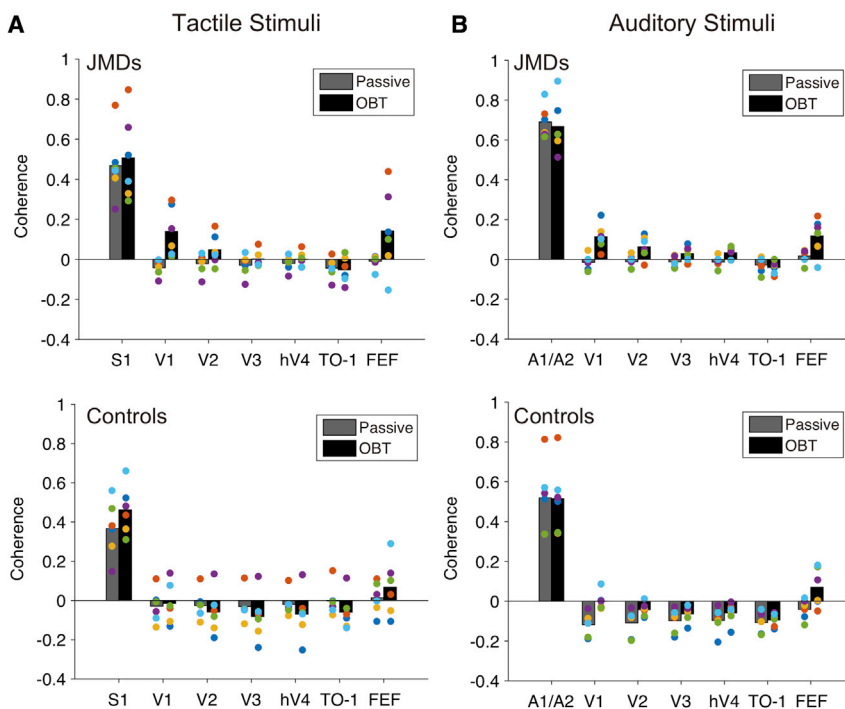 A
Tactile Stimuli
JMDs
Passive
OBT
Coherence
1
0.8
0.6
0.4
0.2
0
-0.2
-0.4
S1 V1 V2 V3 hV4 TO-1 FEF
Controls
Passive
OBT
Coherence
1
0.8
0.6
0.4
0.2
0
-0.2
-0.4
S1 V1 V2 V3 hV4 TO-1 FEF
B
Auditory Stimuli
JMDs
Passive
OBT
Coherence
1
0.8
0.6
0.4
0.2
0
-0.2
-0.4
A1/A2 V1 V2 V3 hV4 TO-1 FEF
Controls
Passive
OBT
Coherence
1
0.8
0.6
0.4
0.2
0
-0.2
-0.4
A1/A2 V1 V2 V3 hV4 TO-1 FEF